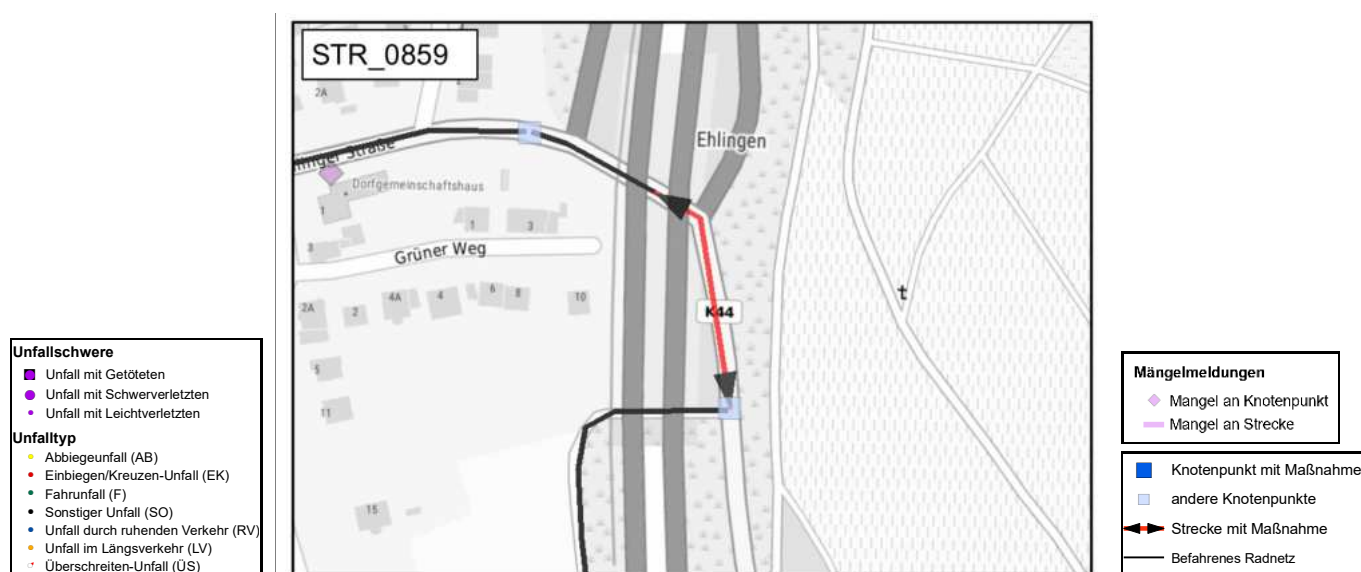 STR_0859
2A
Ehlingen
linger Straße
Dorfgemeinschaftshaus
1
3
1
3
Grüner Weg
2A
2
4A
4
6
8
10
K44
5
11
15
Unfallschwere
Unfall mit Getöteten
Unfall mit Schwerverletzten
Unfall mit Leichtverletzten
Unfalltyp
Abbiegeunfall (AB)
Einbiegen/Kreuzen-Unfall (EK)
Fahrunfall (F)
Sonstiger Unfall (SO)
Unfall durch ruhenden Verkehr (RV)
Unfall im Längsverkehr (LV)
Überschreiten-Unfall (ÜS)
Mängelmeldungen
Mangel an Knotenpunkt
Mangel an Strecke
Knotenpunkt mit Maßnahme
andere Knotenpunkte
Strecke mit Maßnahme
Befahrenes Radnetz